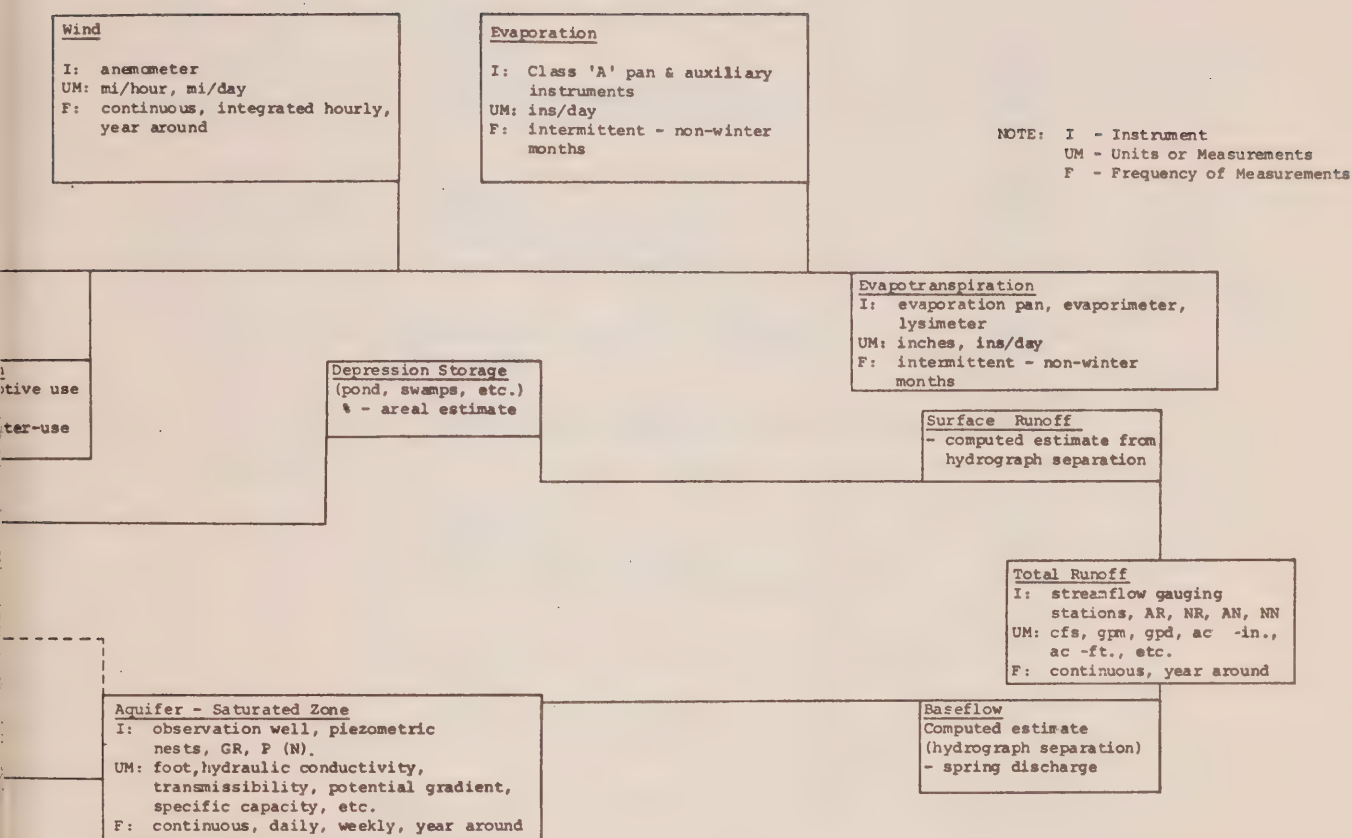 Wind
I: anemometer
UM: mi/hour, mi/day
F: continuous, integrated hourly,
year around
Evaporation
I: Class 'A' pan & auxiliary
instruments
UM: ins/day
F: intermittent - non-winter
months
NOTE: I - Instrument
UM - Units or Measurements
F - Frequency of Measurements
Evapotranspiration
I: evaporation pan, evaporimeter,
lysimeter
UM: inches, ins/day
F: intermittent - non-winter
months
tive use
ter-use
Depression Storage
(pond, swamps, etc.)
% - areal estimate
Surface Runoff
- computed estimate from
hydrograph separation
Total Runoff
I: streamflow gauging
stations, AR, NR, AN, NN
UM: cfs, gpm, gpd, ac -in.,
ac -ft., etc.
F: continuous, year around
Aquifer - Saturated Zone
I: observation well, piezometric
nests, GR, P (N).
UM: foot,hydraulic conductivity,
transmissibility, potential gradient,
specific capacity, etc.
F: continuous, daily, weekly, year around
Baseflow
Computed estimate
(hydrograph separation)
- spring discharge